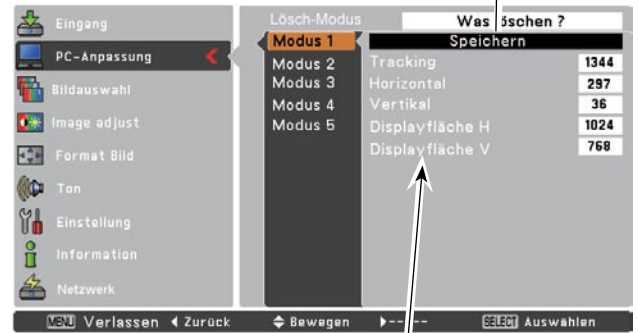 Eingang
PC-Anpassung
Bildauswahl
Image adjust
Format Bild
Ton
Einstellung
Information
Netzwerk
Lösch-Modus
Was löschen ?
Modus 1
Modus 2
Modus 3
Modus 4
Modus 5
Speichern
Tracking 1344
Horizontal 297
Vertikal 36
Displayfläche H 1024
Displayfläche V 768
MENU Verlassen Zurück Bewegen ----- SELECT Auswählen